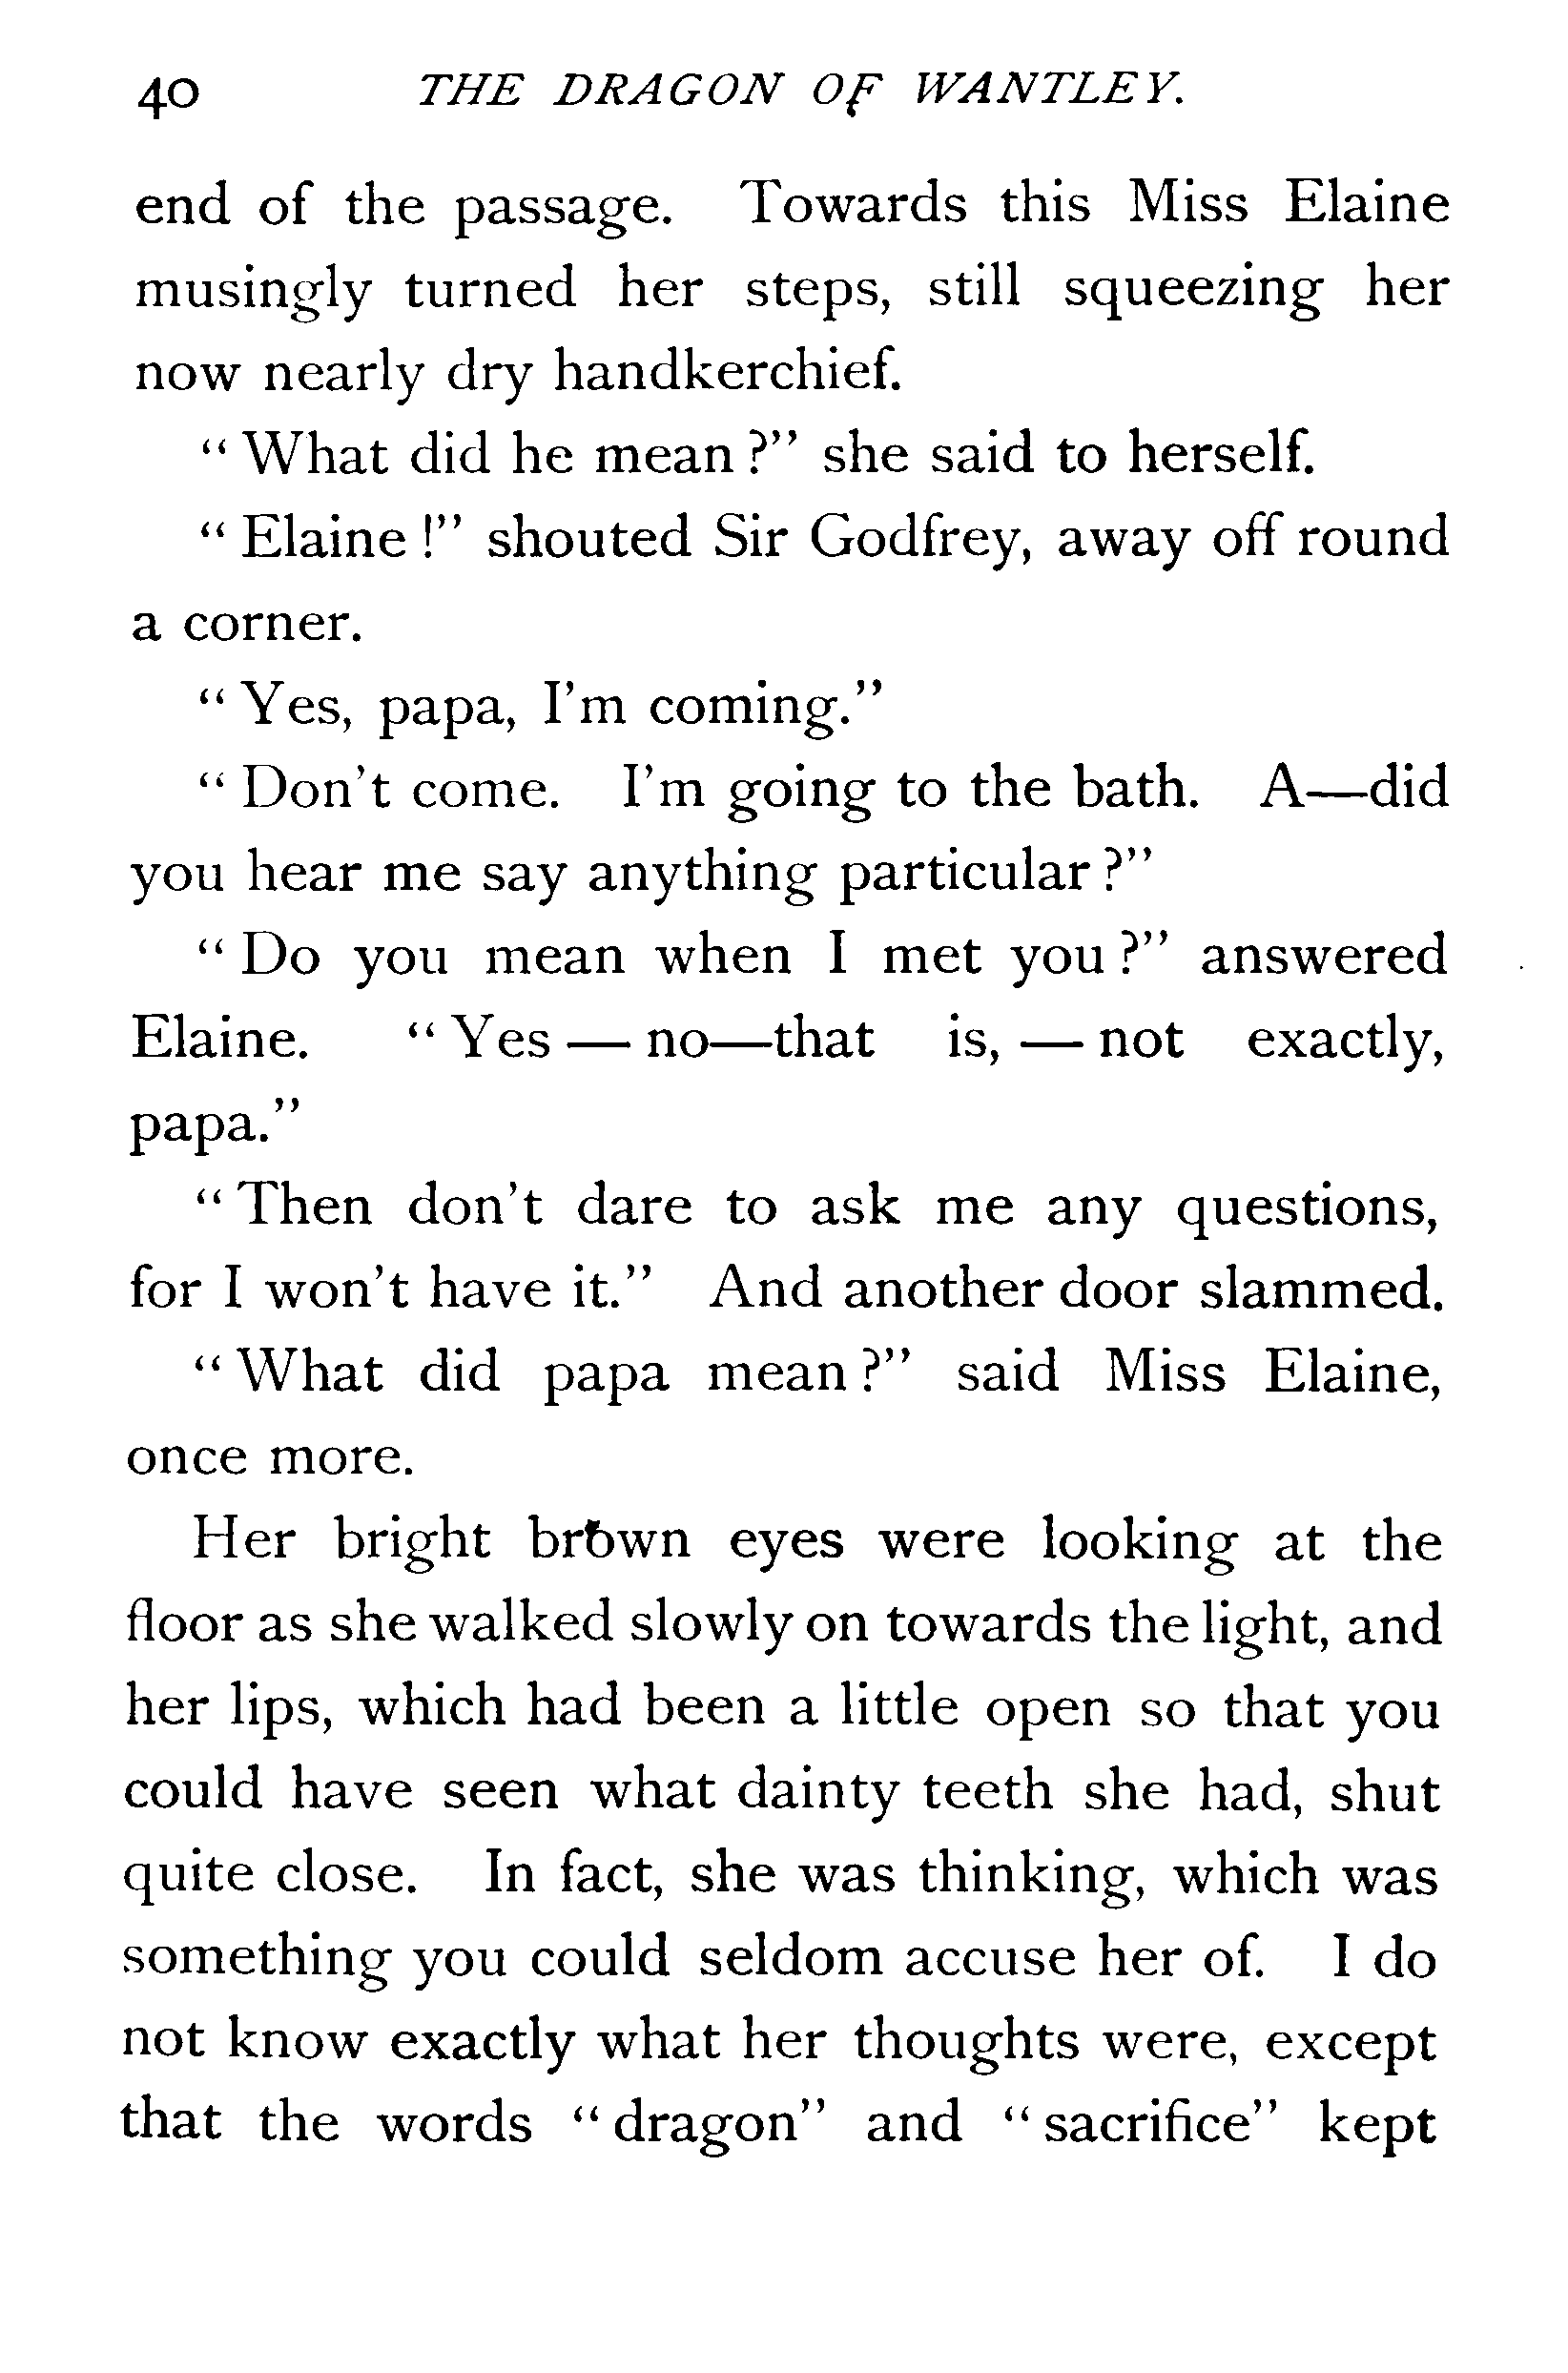 40 THE DRAGON OF WANTLEY.
end of the passage. Towards this Miss Elaine
musingly turned her steps, still squeezing her
now nearly dry handkerchief.
“ What did he mean ?” she said to herself.
“ Elaine !” shouted Sir Godfrey, away off round
a corner.
“ Yes, papa, I’m coming.”
“ Don’t come. I’m going to the bath. A—did
you hear me say anything particular ?”
“ Do you mean when I met you ?” answered
Elaine. “ Yes — no—that is, — not exactly,
papa.”
“ Then don’t dare to ask me any questions,
for I won’t have it.” And another door slammed.
“ What did papa mean ?” said Miss Elaine,
once more.
Her bright brown eyes were looking at the
floor as she walked slowly on towards the light, and
her lips, which had been a little open so that you
could have seen what dainty teeth she had, shut
quite close. In fact, she was thinking, which was
something you could seldom accuse her of. I do
not know exactly what her thoughts were, except
that the words “ dragon” and “ sacrifice” kept